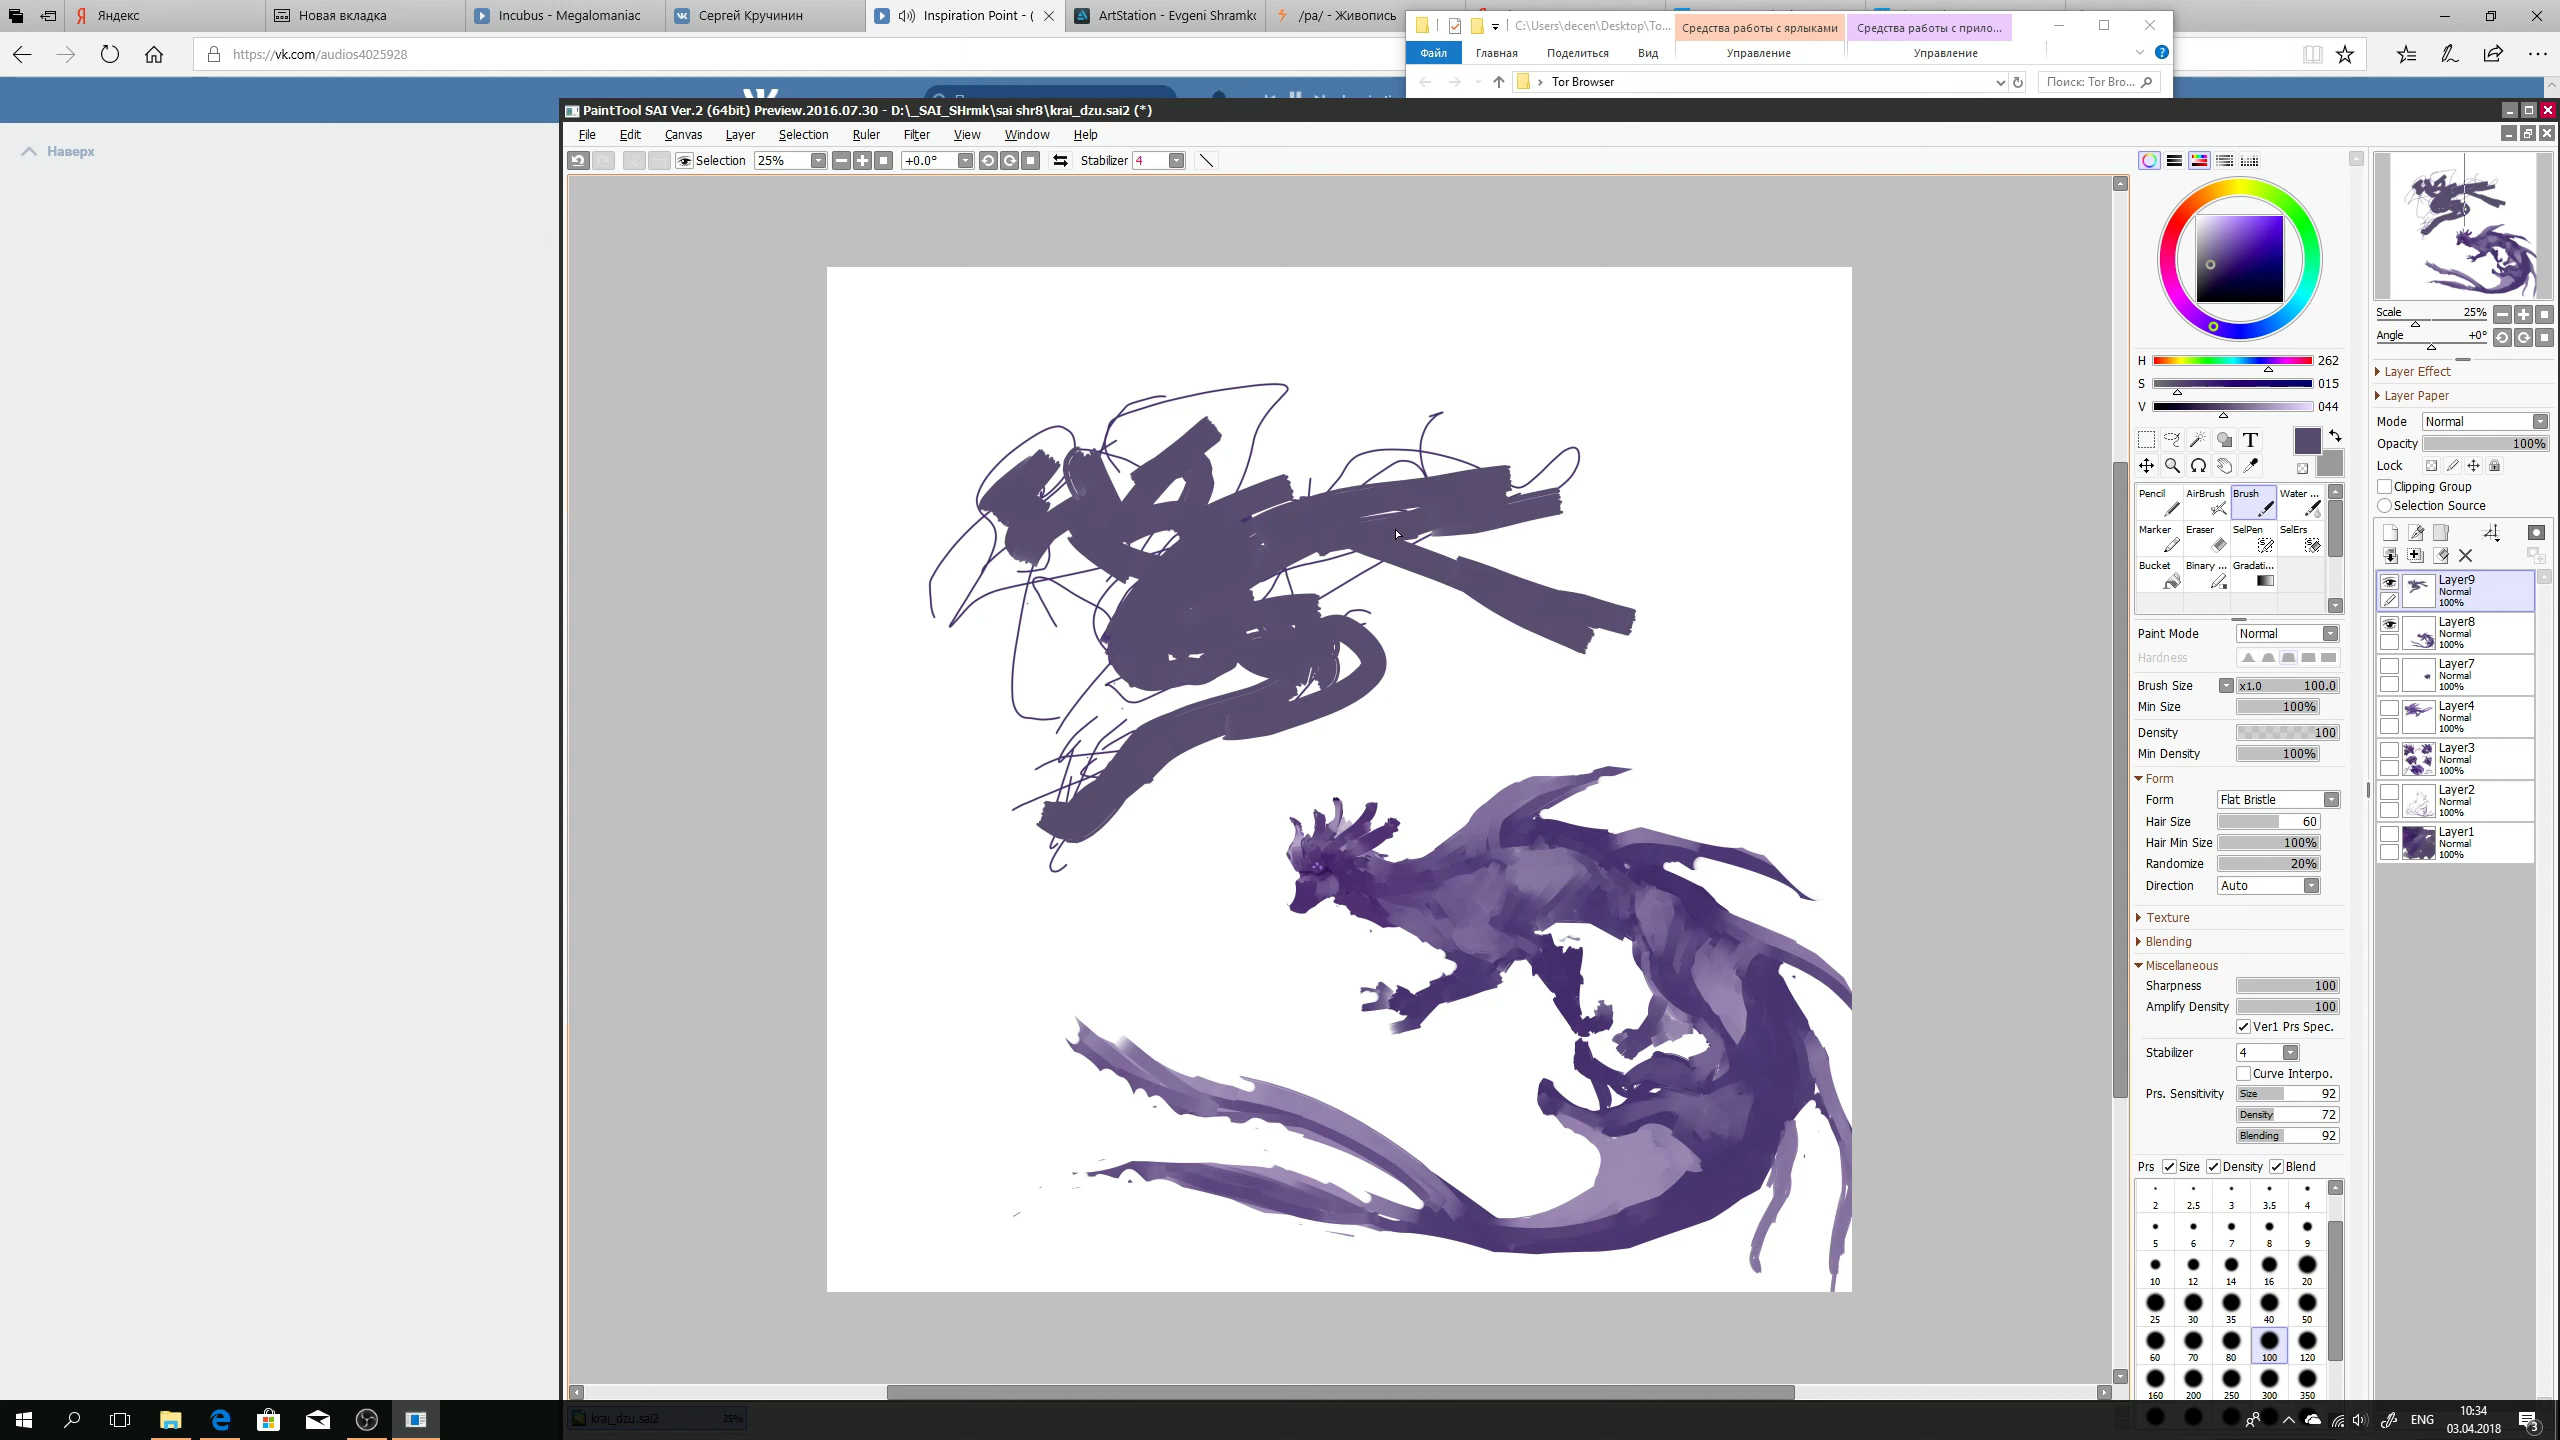 Яндекс
Новая вкладка
Incubus - Megalomaniac
Сергей Кручинин
Inspiration Point - (
ArtStation - Evgeni Shramko
/pa/ - Живопись
C:\Users\decen\Desktop\To...
Средства работы с ярлыками
Средства работы с прило...
Файл
Главная
Поделиться
Вид
Управление
Управление
https://vk.com/audios4025928
Tor Browser
Поиск: Tor Bro...
Наверх
PaintTool SAI Ver.2 (64bit) Preview.2016.07.30 - D:\_SAI_SHrmk\sai shr8\kraj_dzu.sai2 (*)
File Edit Canvas Layer Selection Ruler Filter View Window Help
Selection 25% +0.0° Stabilizer 4
H 262
S 015
V 044
T
Pencil AirBrush Brush Water ...
Marker Eraser SelPen SelErs
Bucket Binary ... Gradati...
Paint Mode Normal
Hardness
Brush Size x1.0 100.0
Min Size 100%
Density 100
Min Density 100%
Form
Form Flat Bristle
Hair Size 60
Hair Min Size 100%
Randomize 20%
Direction Auto
Texture
Blending
Miscellaneous
Sharpness 100
Amplify Density 100
Ver1 Prs Spec.
Stabilizer 4
Curve Interpo.
Prs. Sensitivity Size 92
Density 72
Blending 92
Prs Size Density Blend
2 2.5 3 3.5 4
5 6 7 8 9
10 12 14 16 20
25 30 35 40 50
60 70 80 100 120
160 200 250 300 350
Scale 25%
Angle +0°
Layer Effect
Layer Paper
Mode Normal
Opacity 100%
Lock
Clipping Group
Selection Source
Layer9
Normal
100%
Layer8
Normal
100%
Layer7
Normal
100%
Layer4
Normal
100%
Layer3
Normal
100%
Layer2
Normal
100%
Layer1
Normal
100%
kraj_dzu.sai2 25%
ENG
10:34
03.04.2018
3